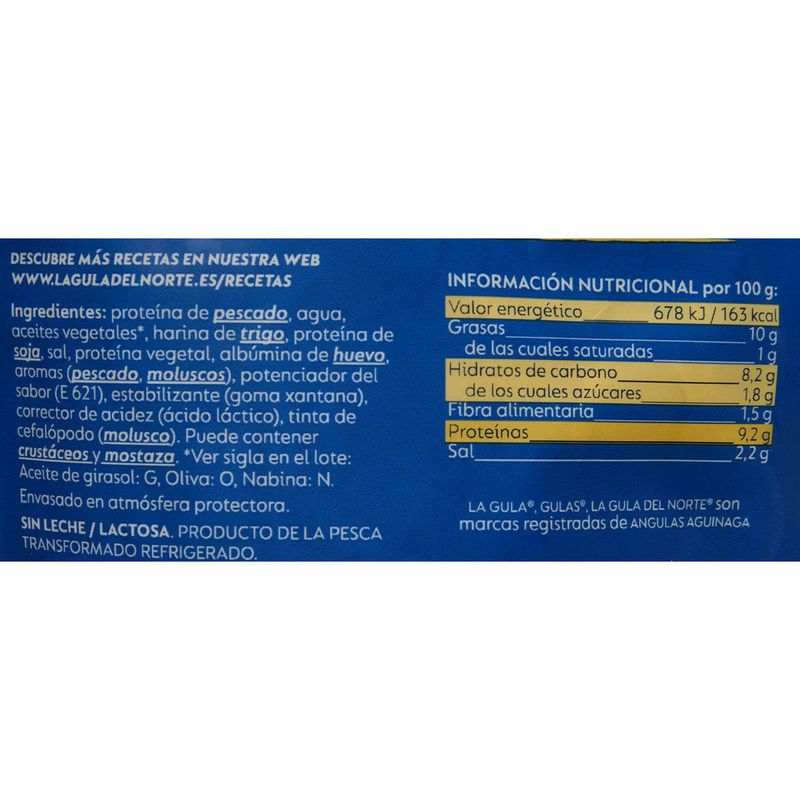 DESCUBRE MÁS RECETAS EN NUESTRA WEB
WWW.LAGULADELNORTE.ES/RECETAS
Ingredientes: proteína de pescado, agua,
aceites vegetales*, harina de trigo, proteína de
soja, sal, proteína vegetal, albúmina de huevo,
aromas (pescado, moluscos), potenciador del
sabor (E 621), estabilizante (goma xantana),
corrector de acidez (ácido láctico), tinta de
cefalópodo (molusco). Puede contener
crustáceos y mostaza. *Ver sigla en el lote:
Aceite de girasol: G, Oliva: O, Nabina: N.
Envasado en atmósfera protectora.
SIN LECHE / LACTOSA. PRODUCTO DE LA PESCA
TRANSFORMADO REFRIGERADO.
INFORMACIÓN NUTRICIONAL por 100 g:
Valor energético 678 kJ / 163 kcal
Grasas 10 g
de las cuales saturadas 1 g
Hidratos de carbono 8,2 g
de los cuales azúcares 1,8 g
Fibra alimentaria 1,5 g
Proteínas 9,2 g
Sal 2,2 g
LA GULA®, GULAS®, LA GULA DEL NORTE® son
marcas registradas de ANGULAS AGUINAGA